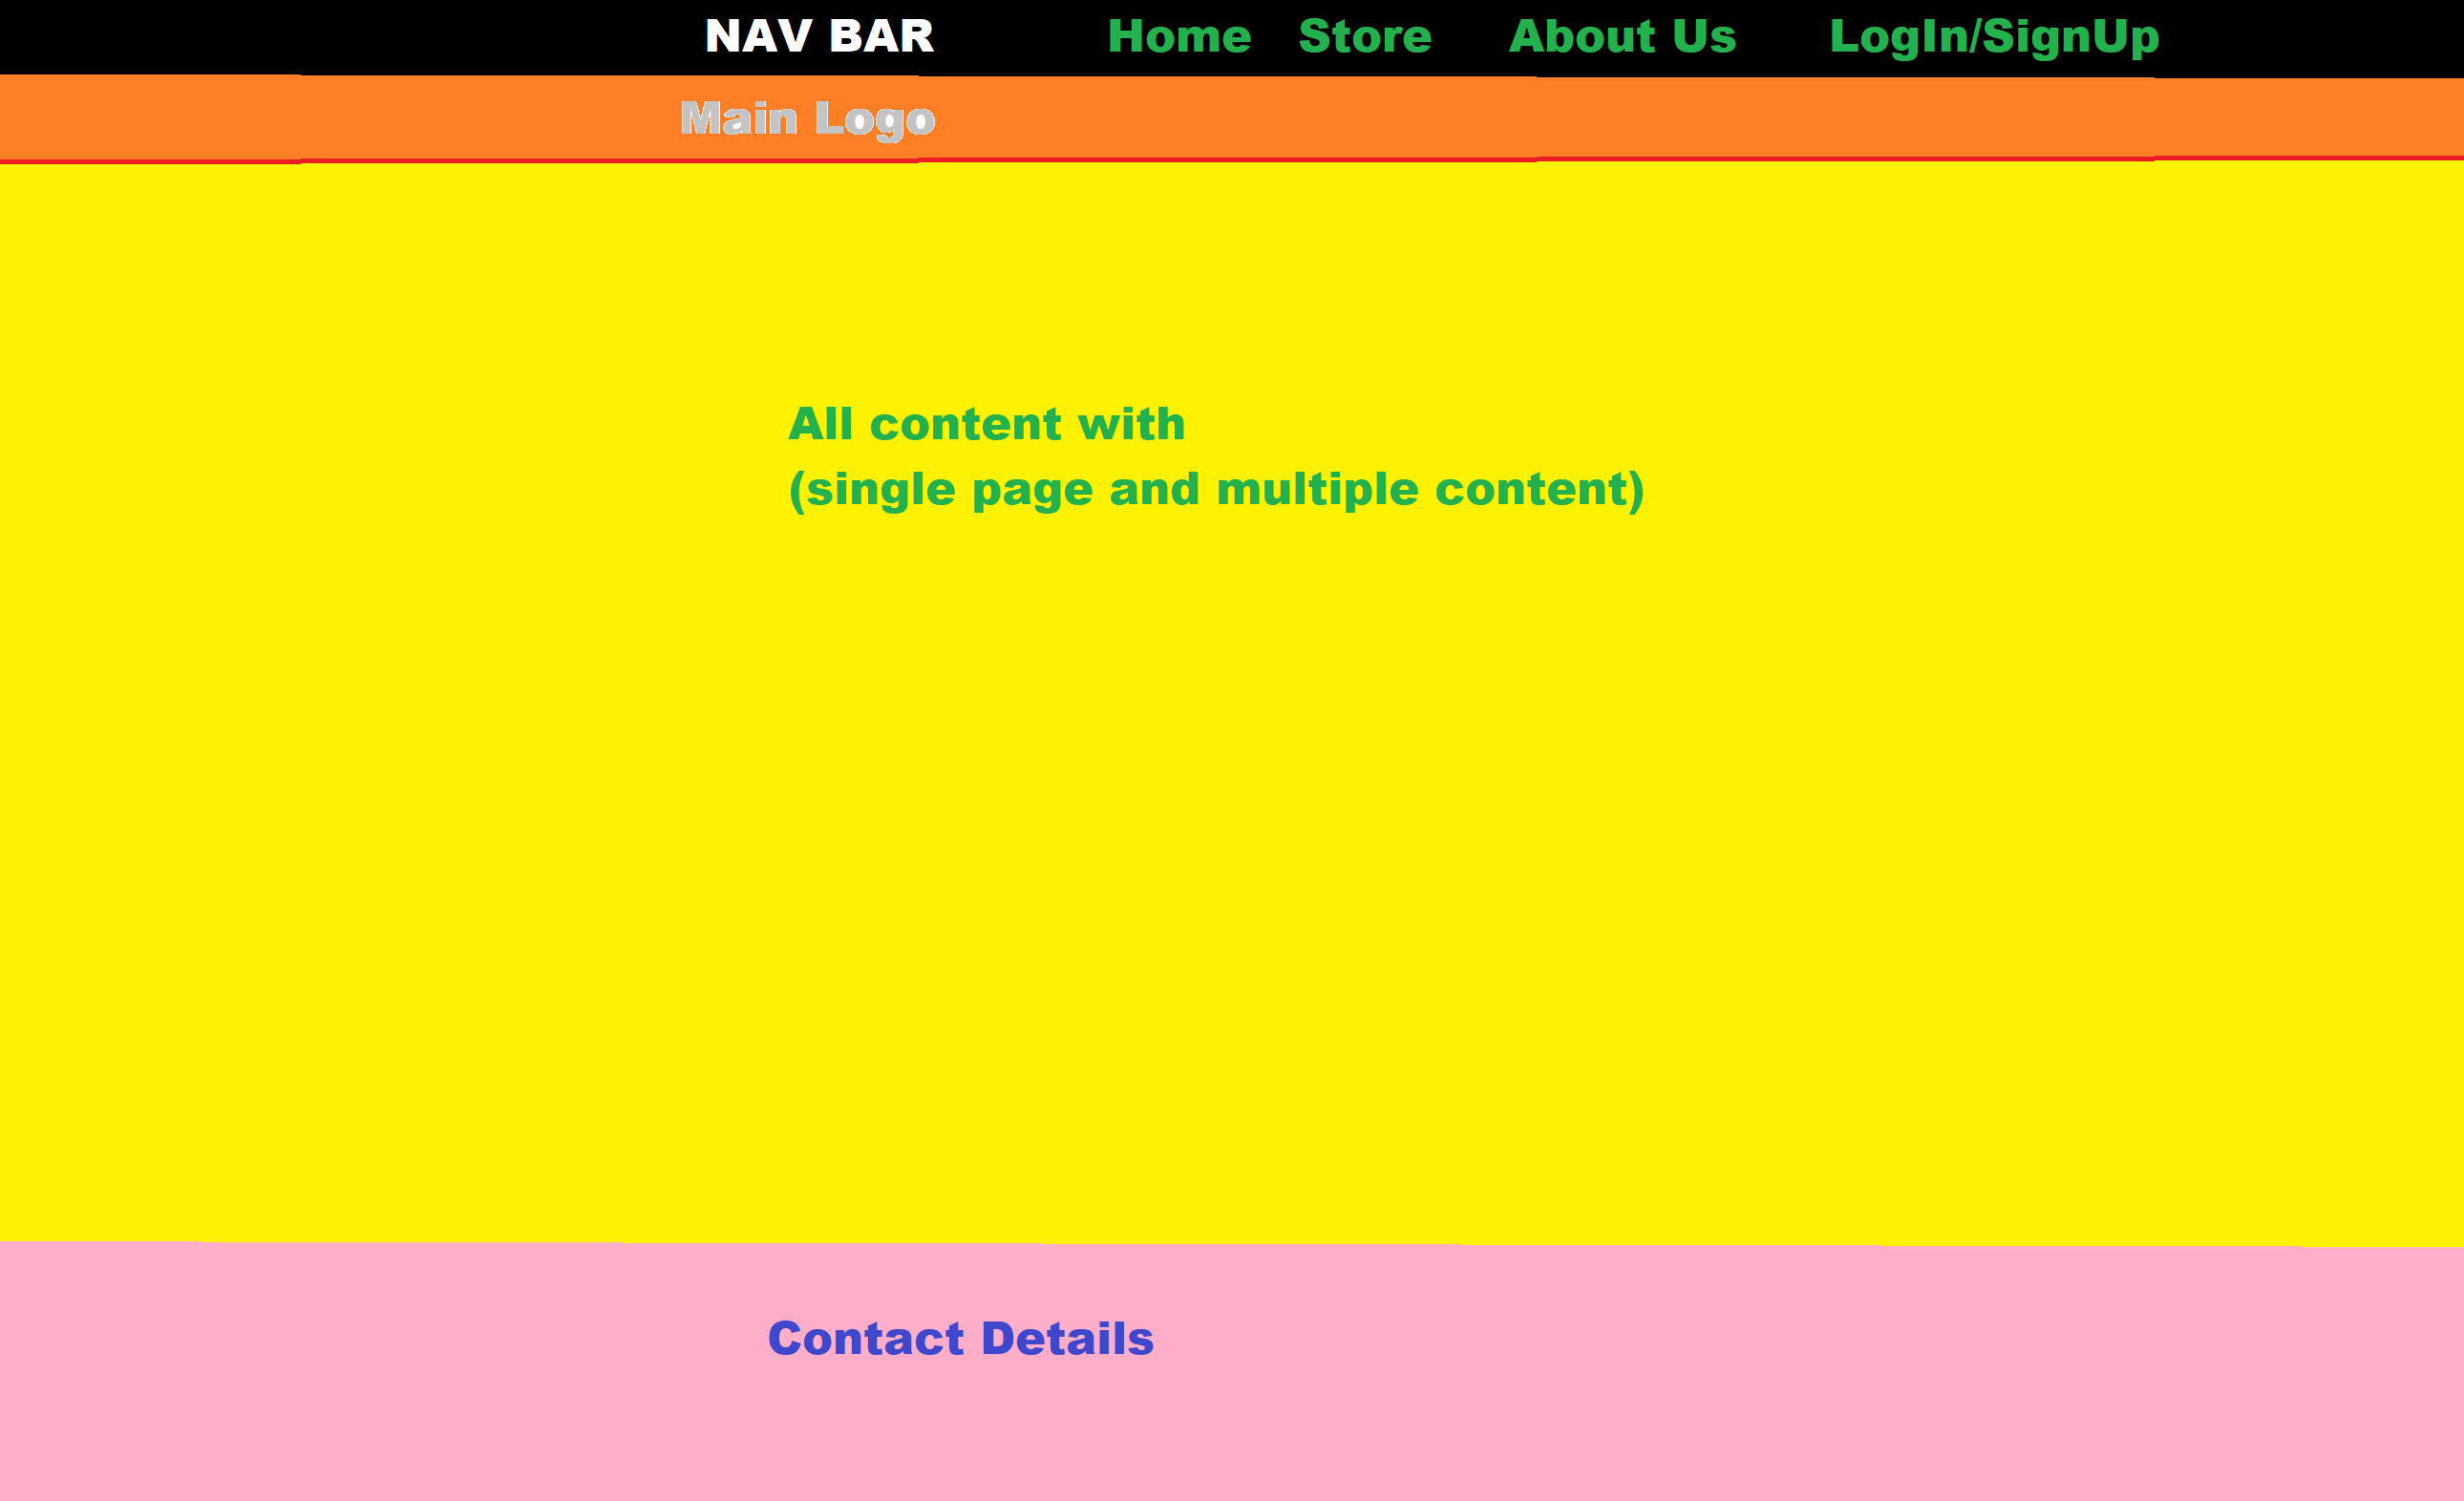 NAV BAR Home Store About Us LogIn/SignUp
Main Logo
All content with
(single page and multiple content)
Contact Details